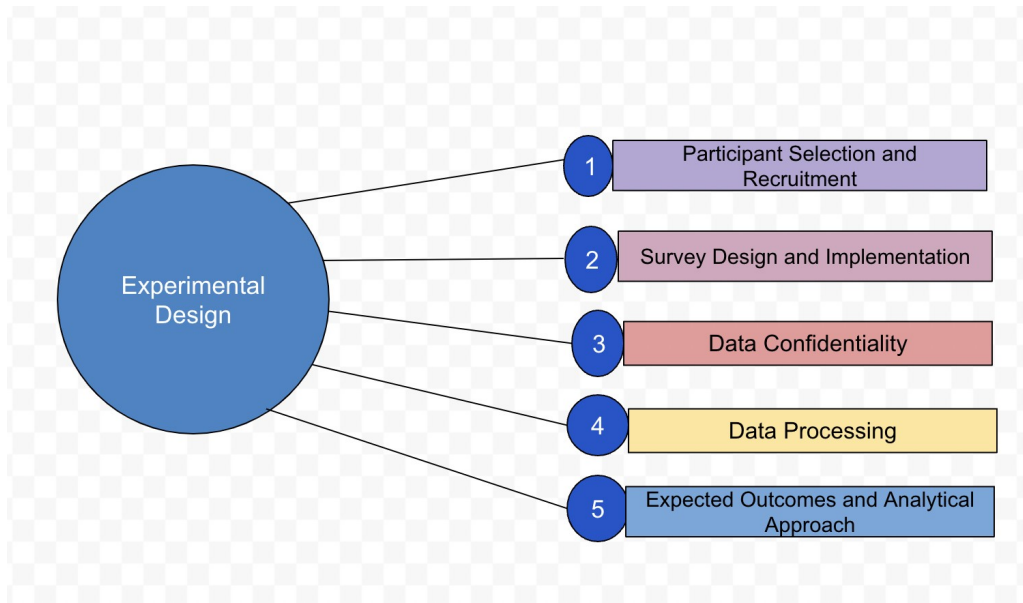 Experimental
Design
1
Participant Selection and
Recruitment
2
Survey Design and Implementation
3
Data Confidentiality
4
Data Processing
5
Expected Outcomes and Analytical
Approach